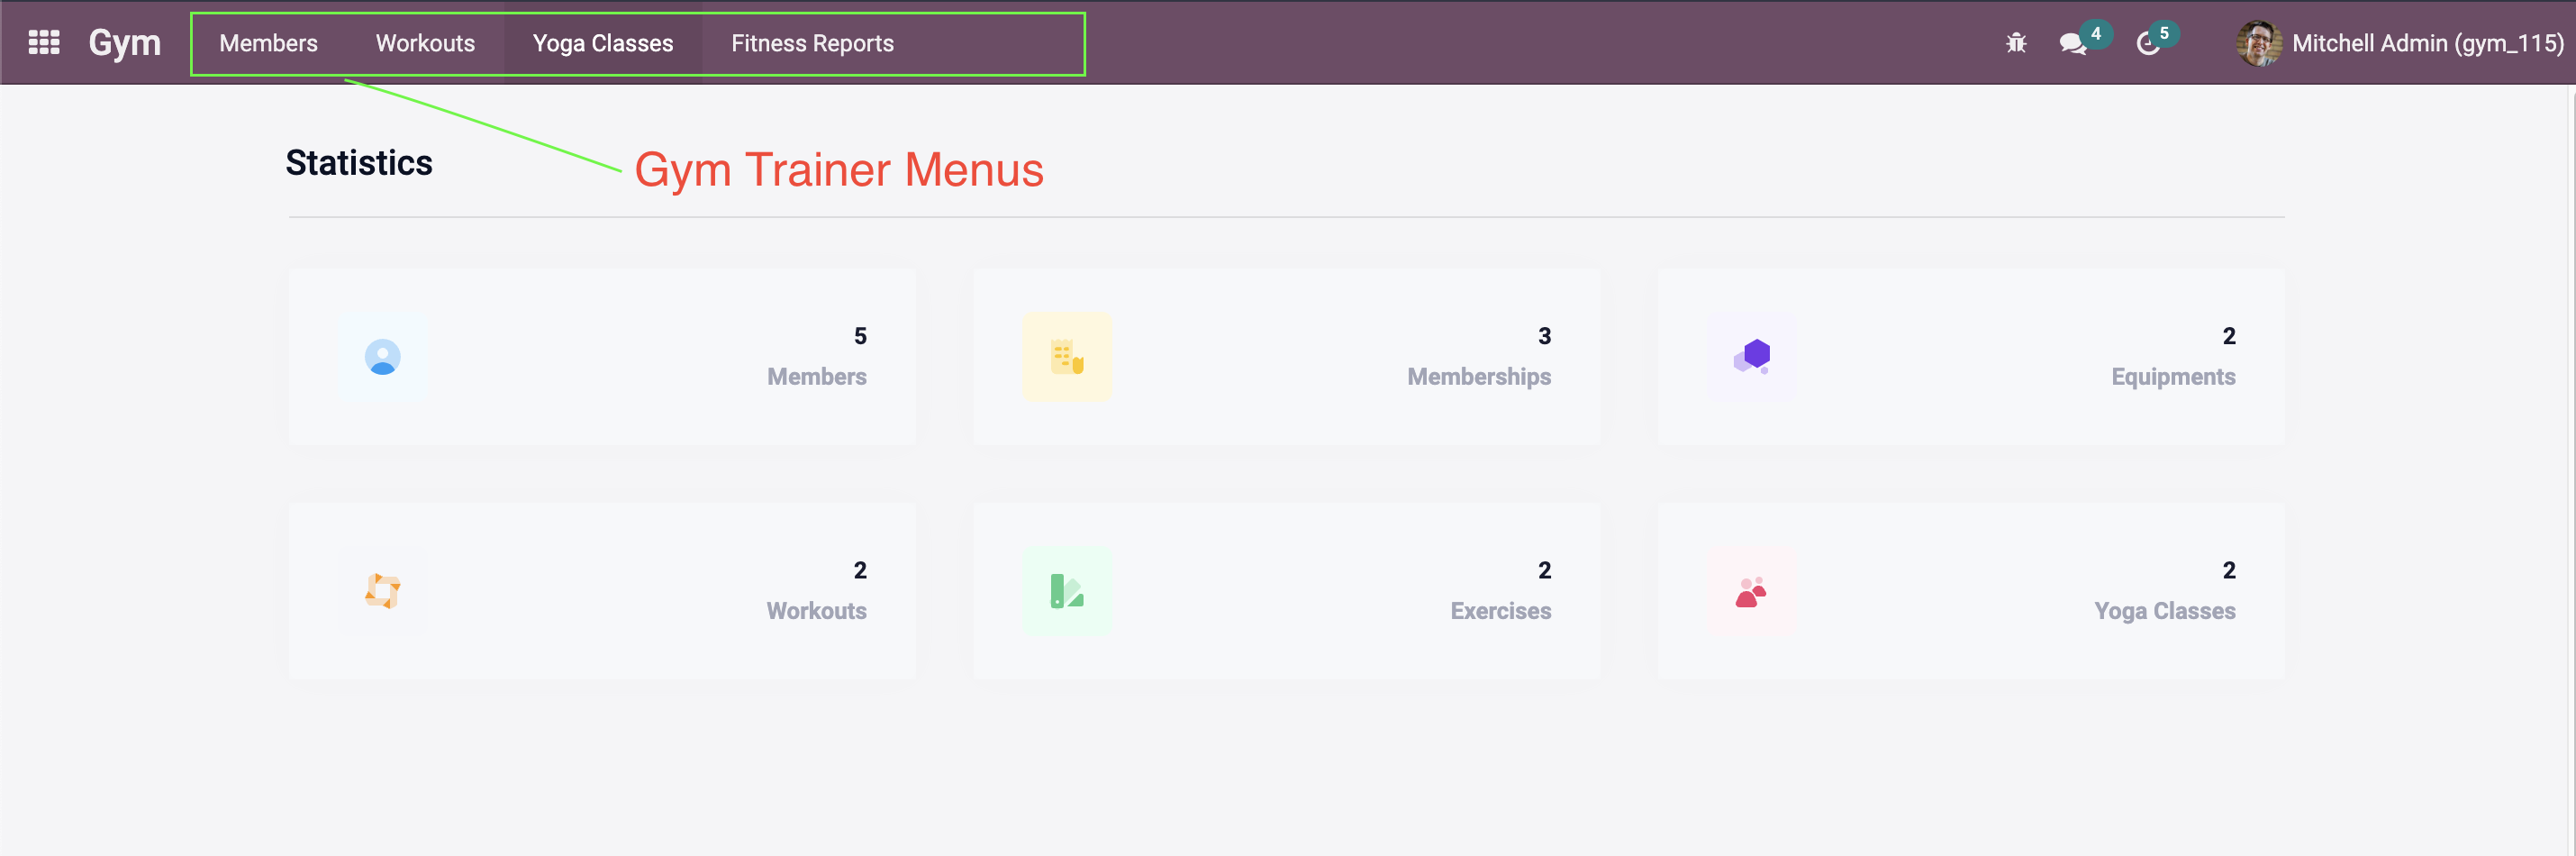 Gym Members Workouts Yoga Classes Fitness Reports 4 5 Mitchell Admin (gym_115)
Statistics
Gym Trainer Menus
5
Members
3
Memberships
2
Equipments
2
Workouts
2
Exercises
2
Yoga Classes